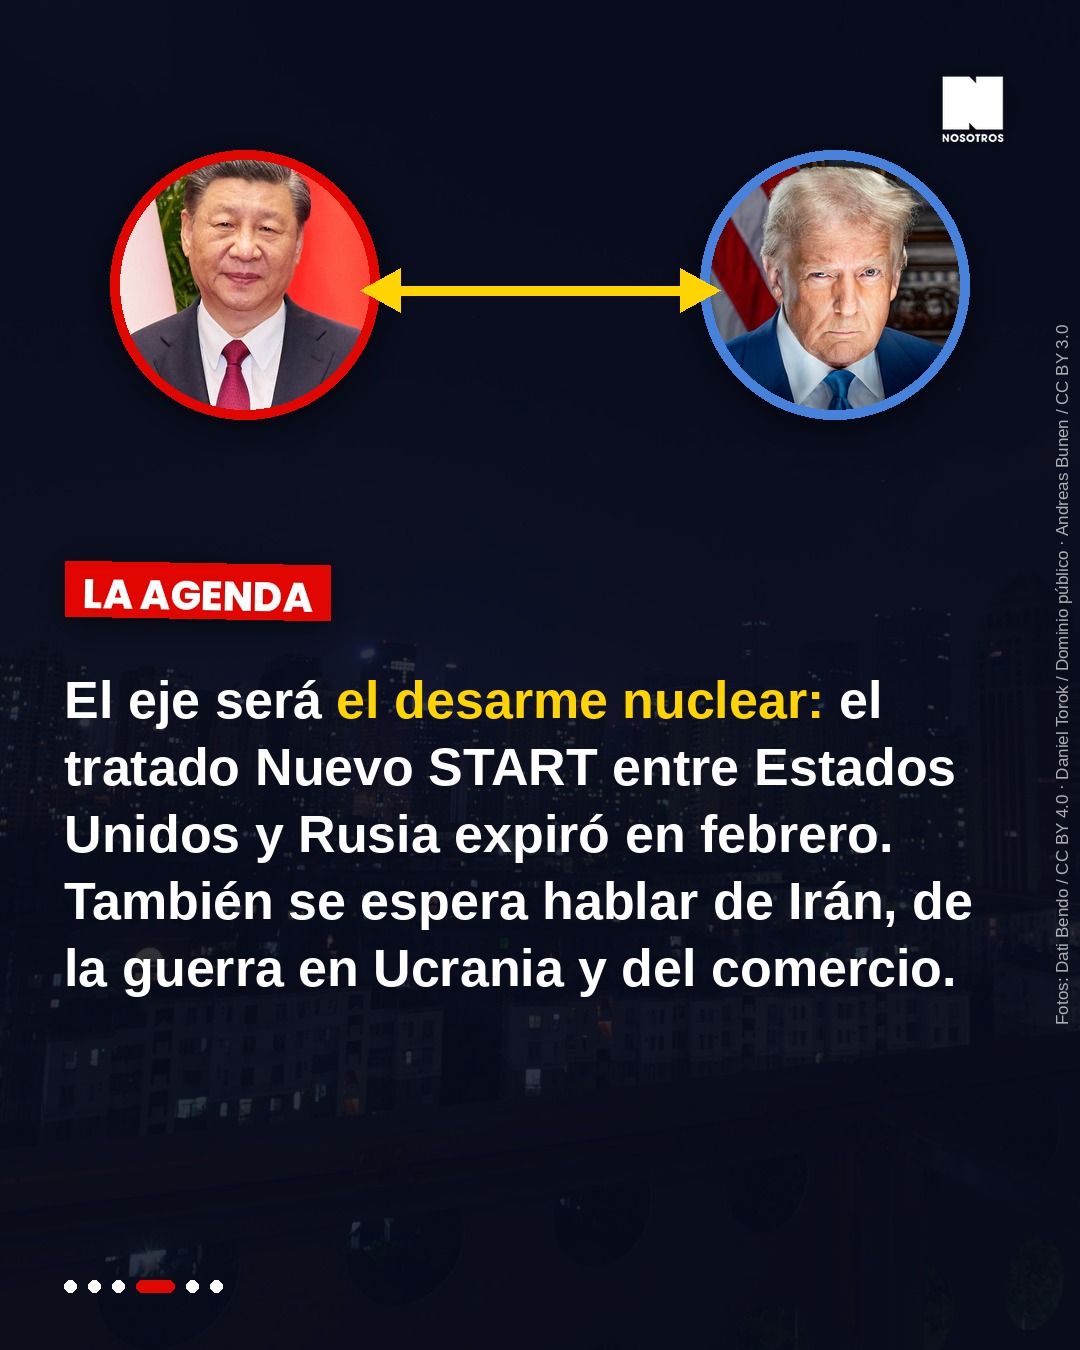 NOSOTROS
LA AGENDA
El eje será el desarme nuclear: el
tratado Nuevo START entre Estados
Unidos y Rusia expiró en febrero.
También se espera hablar de Irán, de
la guerra en Ucrania y del comercio.
Fotos: Dati Bendo / CC BY 4.0 · Daniel Torok / Dominio público · Andreas Bunen / CC BY 3.0